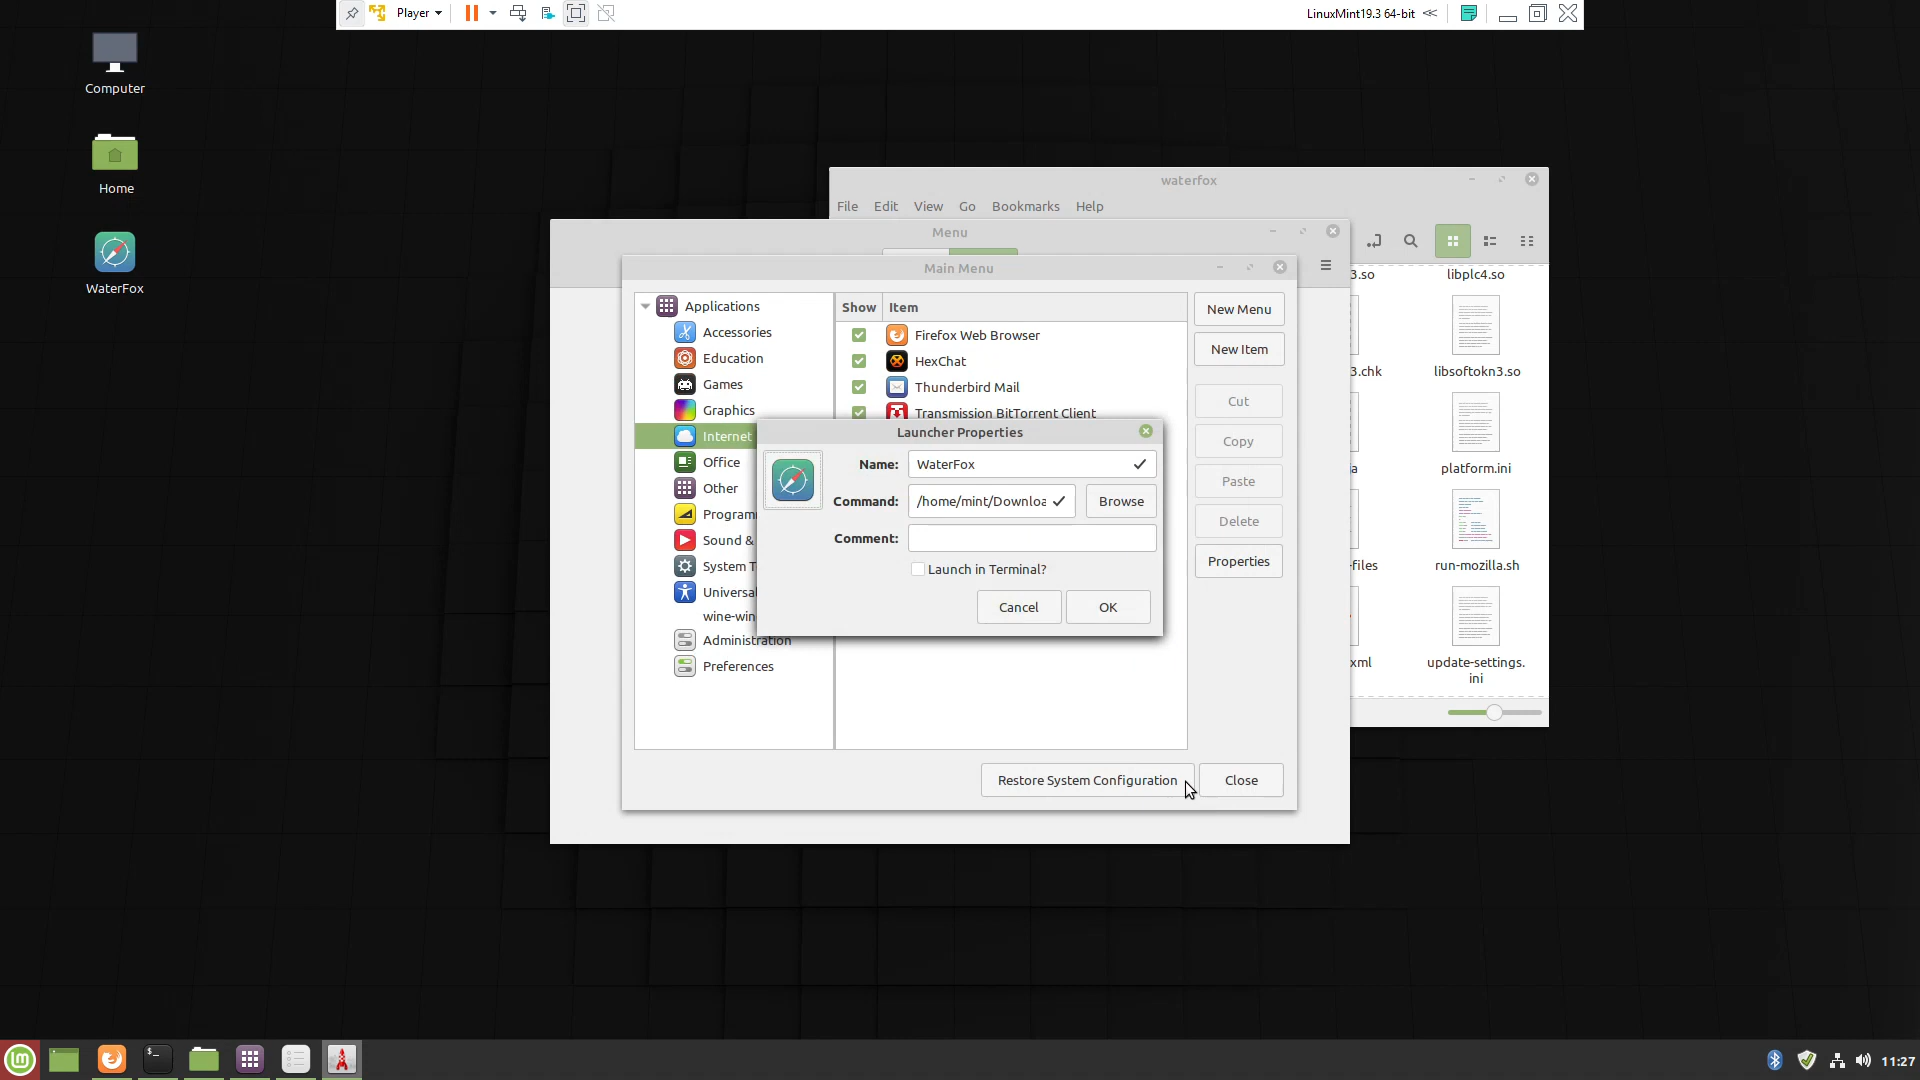 Player
LinuxMint19.3 64-bit
Computer
Home
WaterFox
waterfox
File Edit View Go Bookmarks Help
Menu
Main Menu
Applications
Accessories
Education
Games
Graphics
Internet
Office
Other
Program
Sound &
System T
Universa
wine-win
Administration
Preferences
Show Item
Firefox Web Browser
HexChat
Thunderbird Mail
Transmission BitTorrent Client
New Menu
New Item
Cut
Copy
Paste
Delete
Properties
Launcher Properties
Name: WaterFox
Command: /home/mint/Downloa Browse
Comment:
Launch in Terminal?
Cancel OK
Restore System Configuration Close
3.so libplc4.so
3.chk libsoftokn3.so
a platform.ini
-files run-mozilla.sh
xml update-settings.
ini
11:27